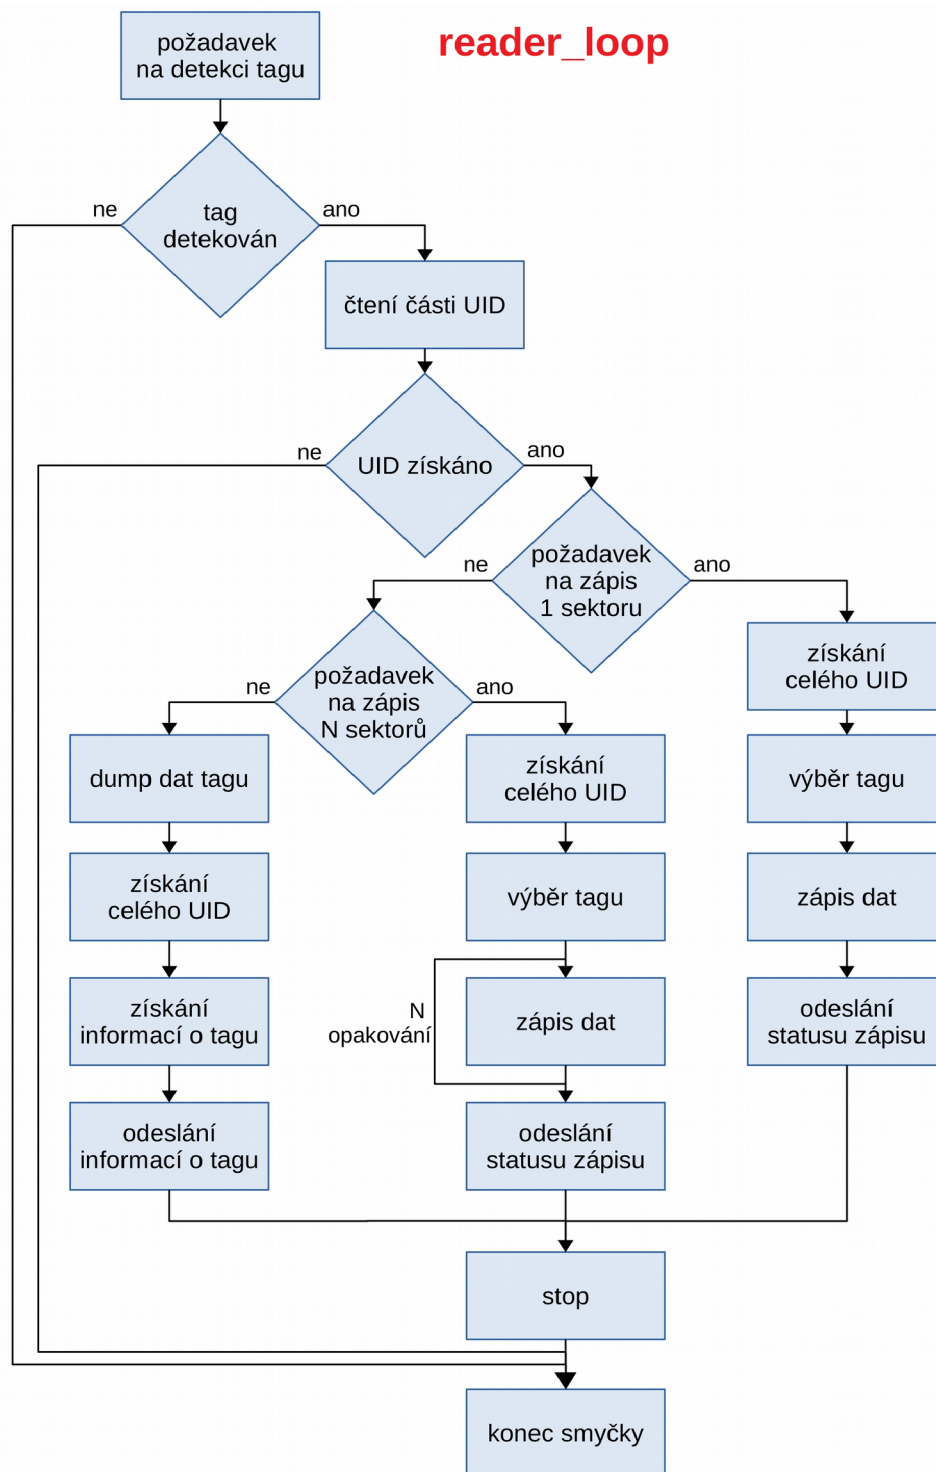 reader_loop
požadavek
na detekci tagu
ne
tag
detekován
ano
čtení části UID
ne
UID získáno
ano
ne
požadavek
na zápis
1 sektoru
ano
ne
požadavek
na zápis
N sektorů
ano
získání
celého UID
dump dat tagu
získání
celého UID
výběr tagu
získání
celého UID
výběr tagu
zápis dat
získání
informací o tagu
N
opakování
zápis dat
odeslání
statusu zápisu
odeslání
informací o tagu
odeslání
statusu zápisu
stop
konec smyčky